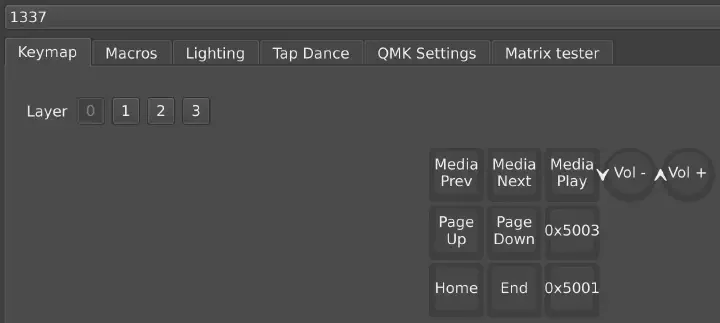 1337
Keymap Macros Lighting Tap Dance QMK Settings Matrix tester
Layer 0 1 2 3
Media Prev Media Next Media Play Vol - Vol +
Page Up Page Down 0x5003
Home End 0x5001